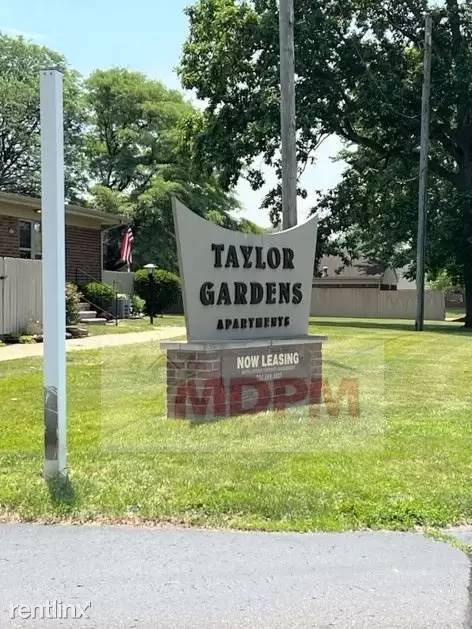 TAYLOR
GARDENS
APARTMENTS
NOW LEASING
MDPM
rentlinx